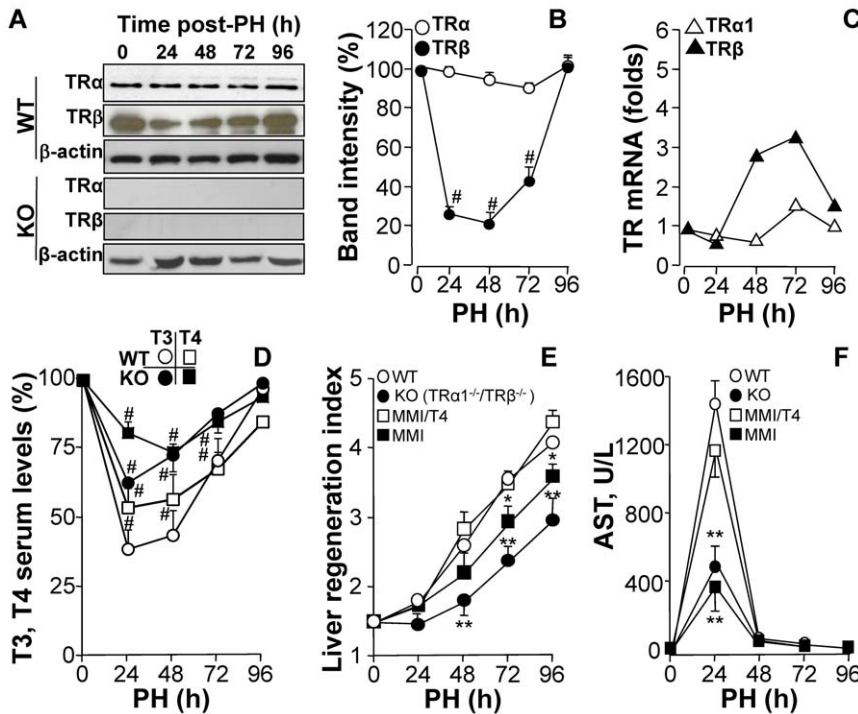 A
Time post-PH (h)
0 24 48 72 96
WT
TRα
TRβ
β-actin
KO
TRα
TRβ
β-actin
B
TRα
TRβ
Band intensity (%)
120
100
80
60
40
20
0
# # #
0 24 48 72 96
PH (h)
C
TRα1
TRβ
TR mRNA (folds)
6
5
4
3
2
1
0
0 24 48 72 96
PH (h)
D
T3 T4
WT
KO
T3, T4 serum levels (%)
100
75
50
25
0
# # # #
# # # # #
24 48 72 96
PH (h)
E
WT
KO (TRα1-/-/TRβ-/-)
MMI/T4
MMI
Liver regeneration index
5
4
3
2
1
**
*
**
*
**
0 24 48 72 96
PH (h)
F
WT
KO
MMI/T4
MMI
AST, U/L
1600
1200
800
400
0
**
**
0 24 48 72 96
PH (h)